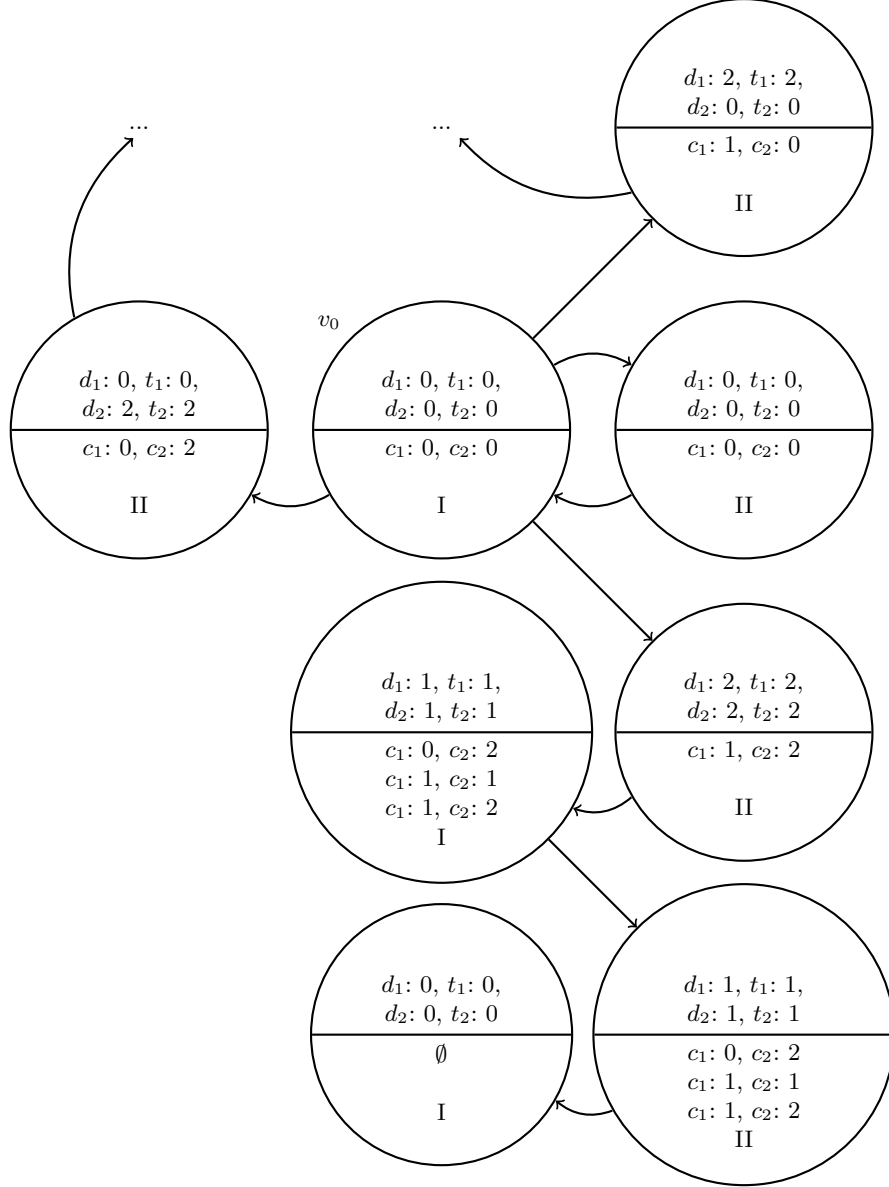 ...
...
d₁: 2, t₁: 2,
d₂: 0, t₂: 0
c₁: 1, c₂: 0
II
v₀
d₁: 0, t₁: 0,
d₂: 2, t₂: 2
c₁: 0, c₂: 2
II
d₁: 0, t₁: 0,
d₂: 0, t₂: 0
c₁: 0, c₂: 0
I
d₁: 0, t₁: 0,
d₂: 0, t₂: 0
c₁: 0, c₂: 0
II
d₁: 1, t₁: 1,
d₂: 1, t₂: 1
c₁: 0, c₂: 2
c₁: 1, c₂: 1
c₁: 1, c₂: 2
I
d₁: 2, t₁: 2,
d₂: 2, t₂: 2
c₁: 1, c₂: 2
II
d₁: 0, t₁: 0,
d₂: 0, t₂: 0
∅
I
d₁: 1, t₁: 1,
d₂: 1, t₂: 1
c₁: 0, c₂: 2
c₁: 1, c₂: 1
c₁: 1, c₂: 2
II